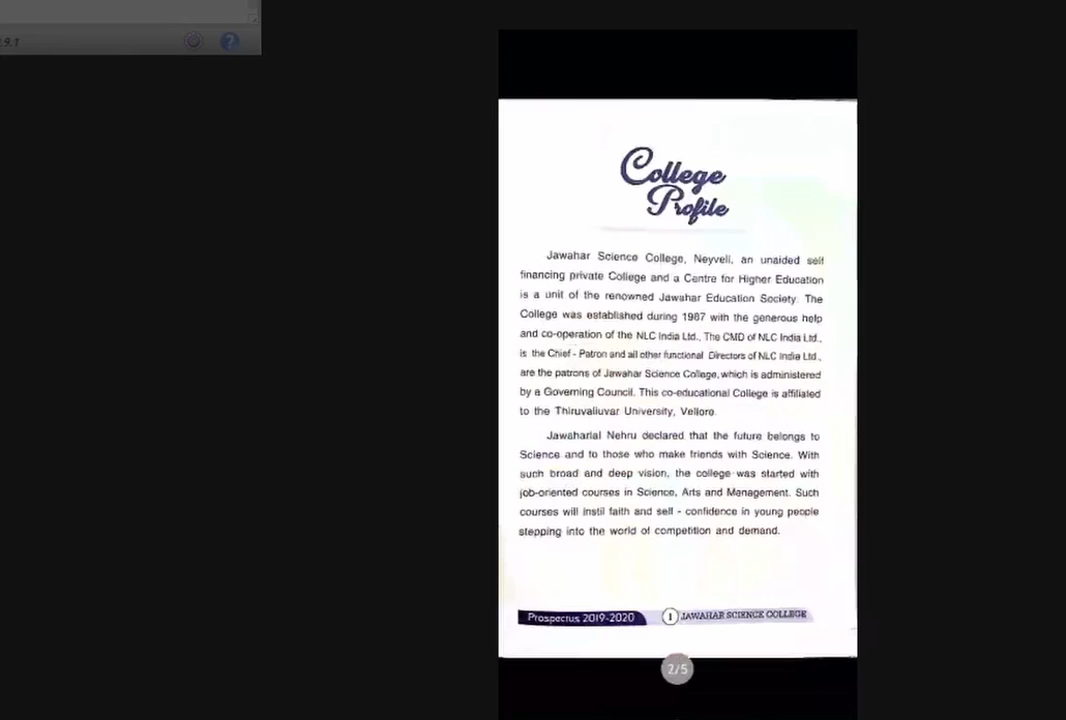 .9.1
?
College
Profile
Jawahar Science College, Neyveli, an unaided self
financing private College and a Centre for Higher Education
is a unit of the renowned Jawahar Education Society. The
College was established during 1987 with the generous help
and co-operation of the NLC India Ltd., The CMD of NLC India Ltd.,
is the Chief - Patron and all other functional Directors of NLC India Ltd.,
are the patrons of Jawahar Science College, which is administered
by a Governing Council. This co-educational College is affiliated
to the Thiruvalluvar University, Vellore.
Jawaharlal Nehru declared that the future belongs to
Science and to those who make friends with Science. With
such broad and deep vision, the college was started with
job-oriented courses in Science, Arts and Management. Such
courses will instil faith and self - confidence in young people
stepping into the world of competition and demand.
Prospectus 2019-2020 1 JAWAHAR SCIENCE COLLEGE
2/5